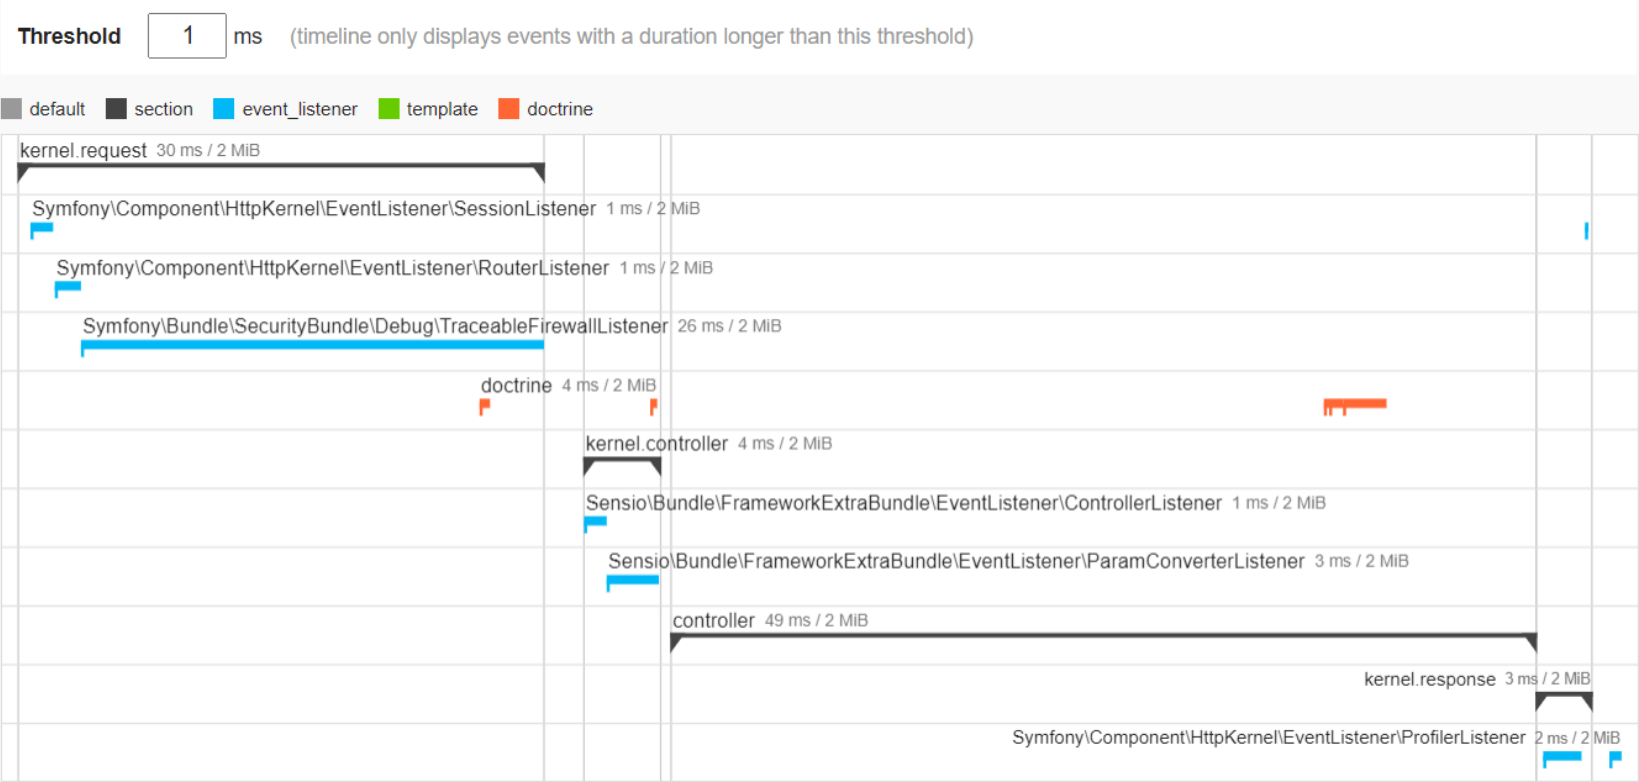 Threshold 1 ms (timeline only displays events with a duration longer than this threshold)
default section event_listener template doctrine
kernel.request 30 ms / 2 MiB
Symfony\Component\HttpKernel\EventListener\SessionListener 1 ms / 2 MiB
Symfony\Component\HttpKernel\EventListener\RouterListener 1 ms / 2 MiB
Symfony\Bundle\SecurityBundle\Debug\TraceableFirewallListener 26 ms / 2 MiB
doctrine 4 ms / 2 MiB
kernel.controller 4 ms / 2 MiB
Sensio\Bundle\FrameworkExtraBundle\EventListener\ControllerListener 1 ms / 2 MiB
Sensio\Bundle\FrameworkExtraBundle\EventListener\ParamConverterListener 3 ms / 2 MiB
controller 49 ms / 2 MiB
kernel.response 3 ms / 2 MiB
Symfony\Component\HttpKernel\EventListener\ProfilerListener 2 ms / 2 MiB